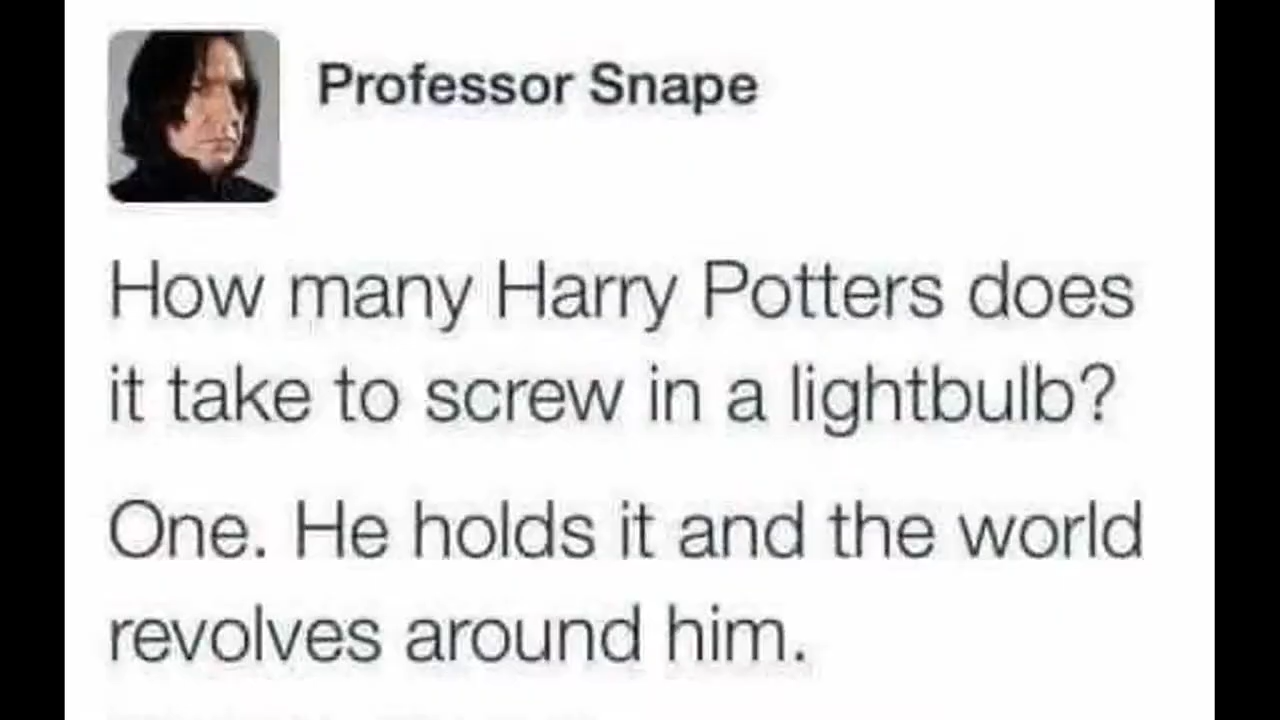 Professor Snape
How many Harry Potters does
it take to screw in a lightbulb?
One. He holds it and the world
revolves around him.